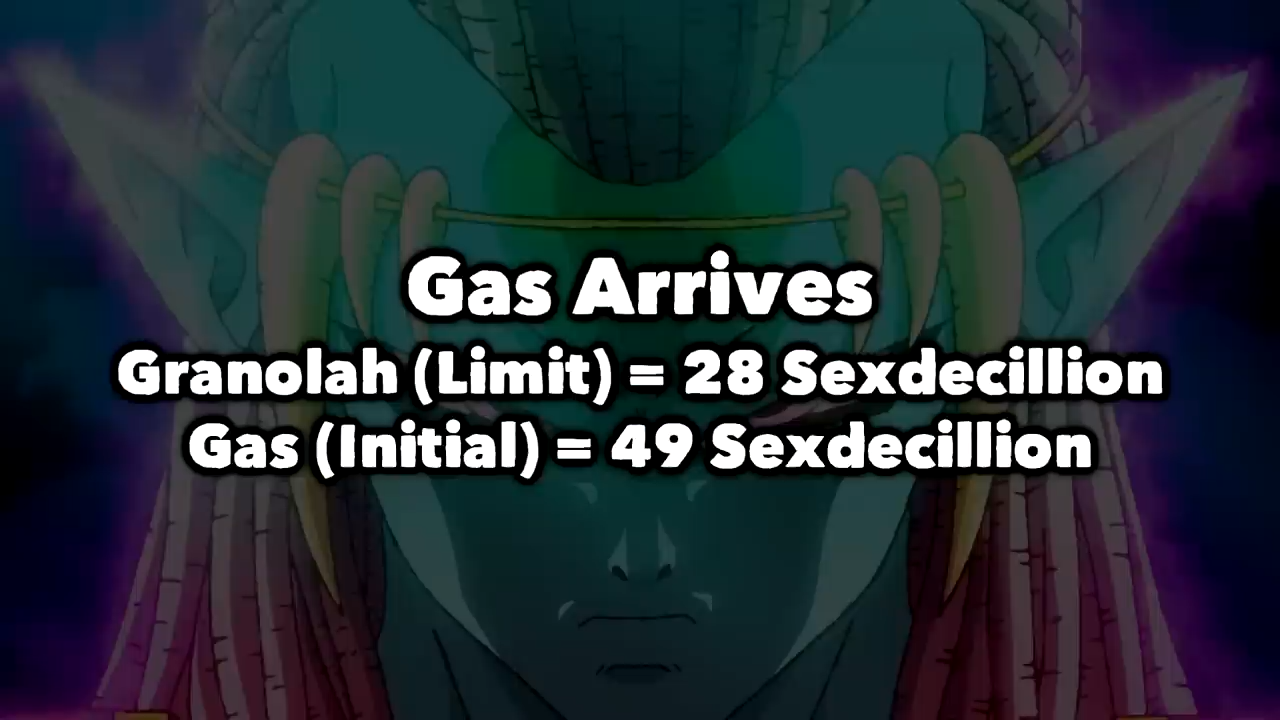 Gas Arrives
Granolah (Limit) = 28 Sexdecillion
Gas (Initial) = 49 Sexdecillion